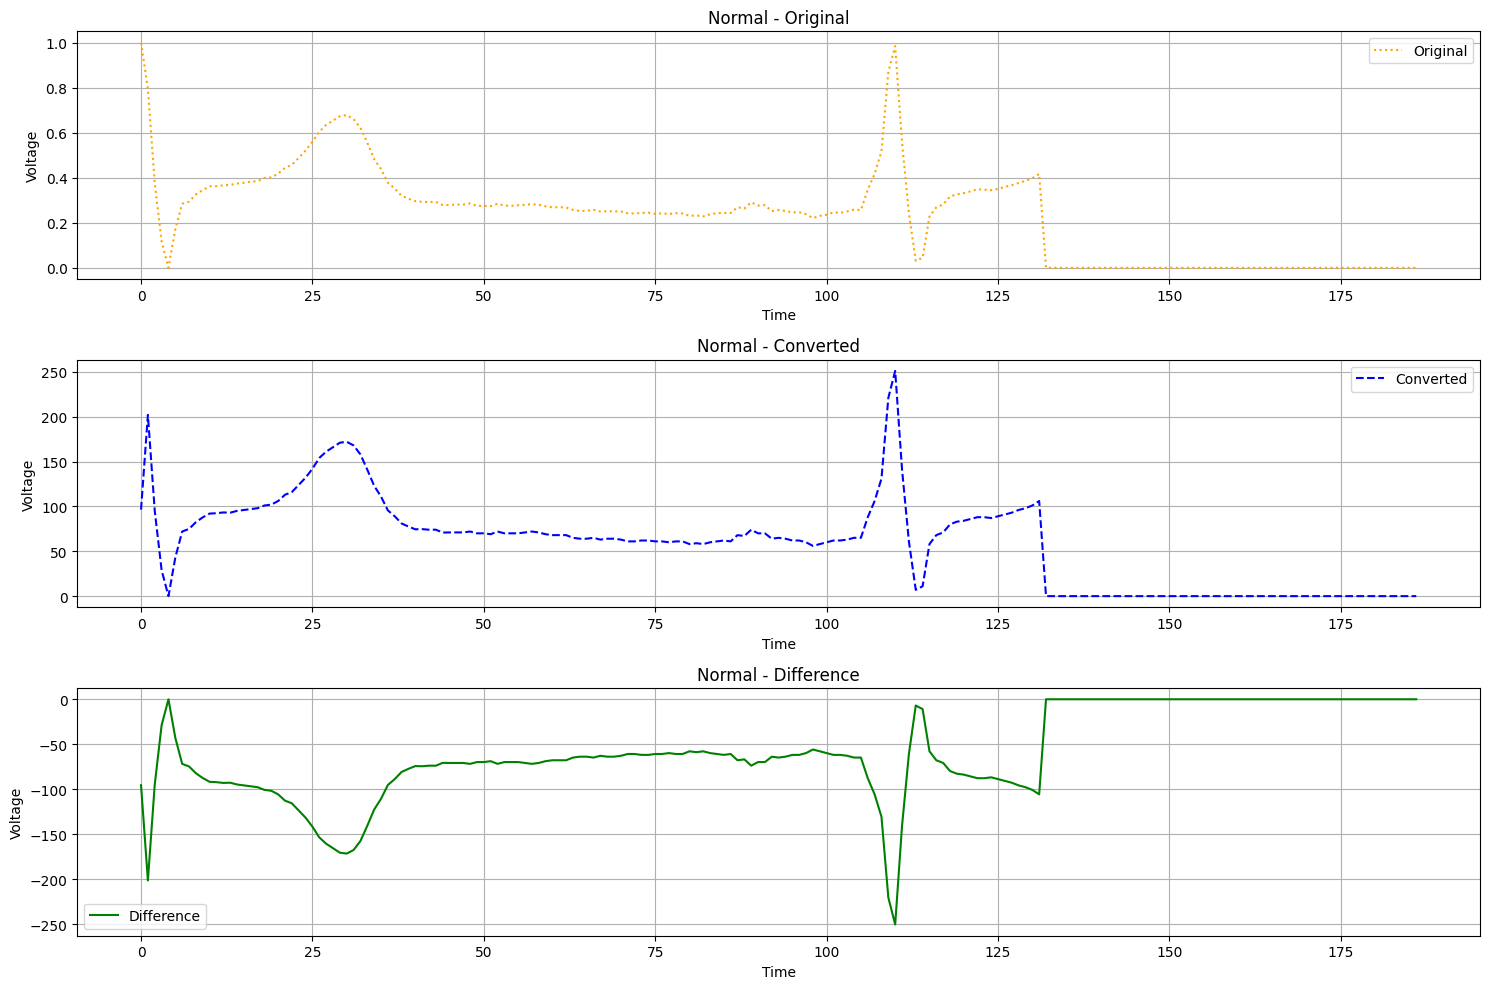 Normal - Original
Original
Voltage
1.0
0.8
0.6
0.4
0.2
0.0
0 25 50 75 100 125 150 175
Time
Normal - Converted
Converted
Voltage
250
200
150
100
50
0
0 25 50 75 100 125 150 175
Time
Normal - Difference
Voltage
0
−50
−100
−150
−200
−250
Difference
0 25 50 75 100 125 150 175
Time